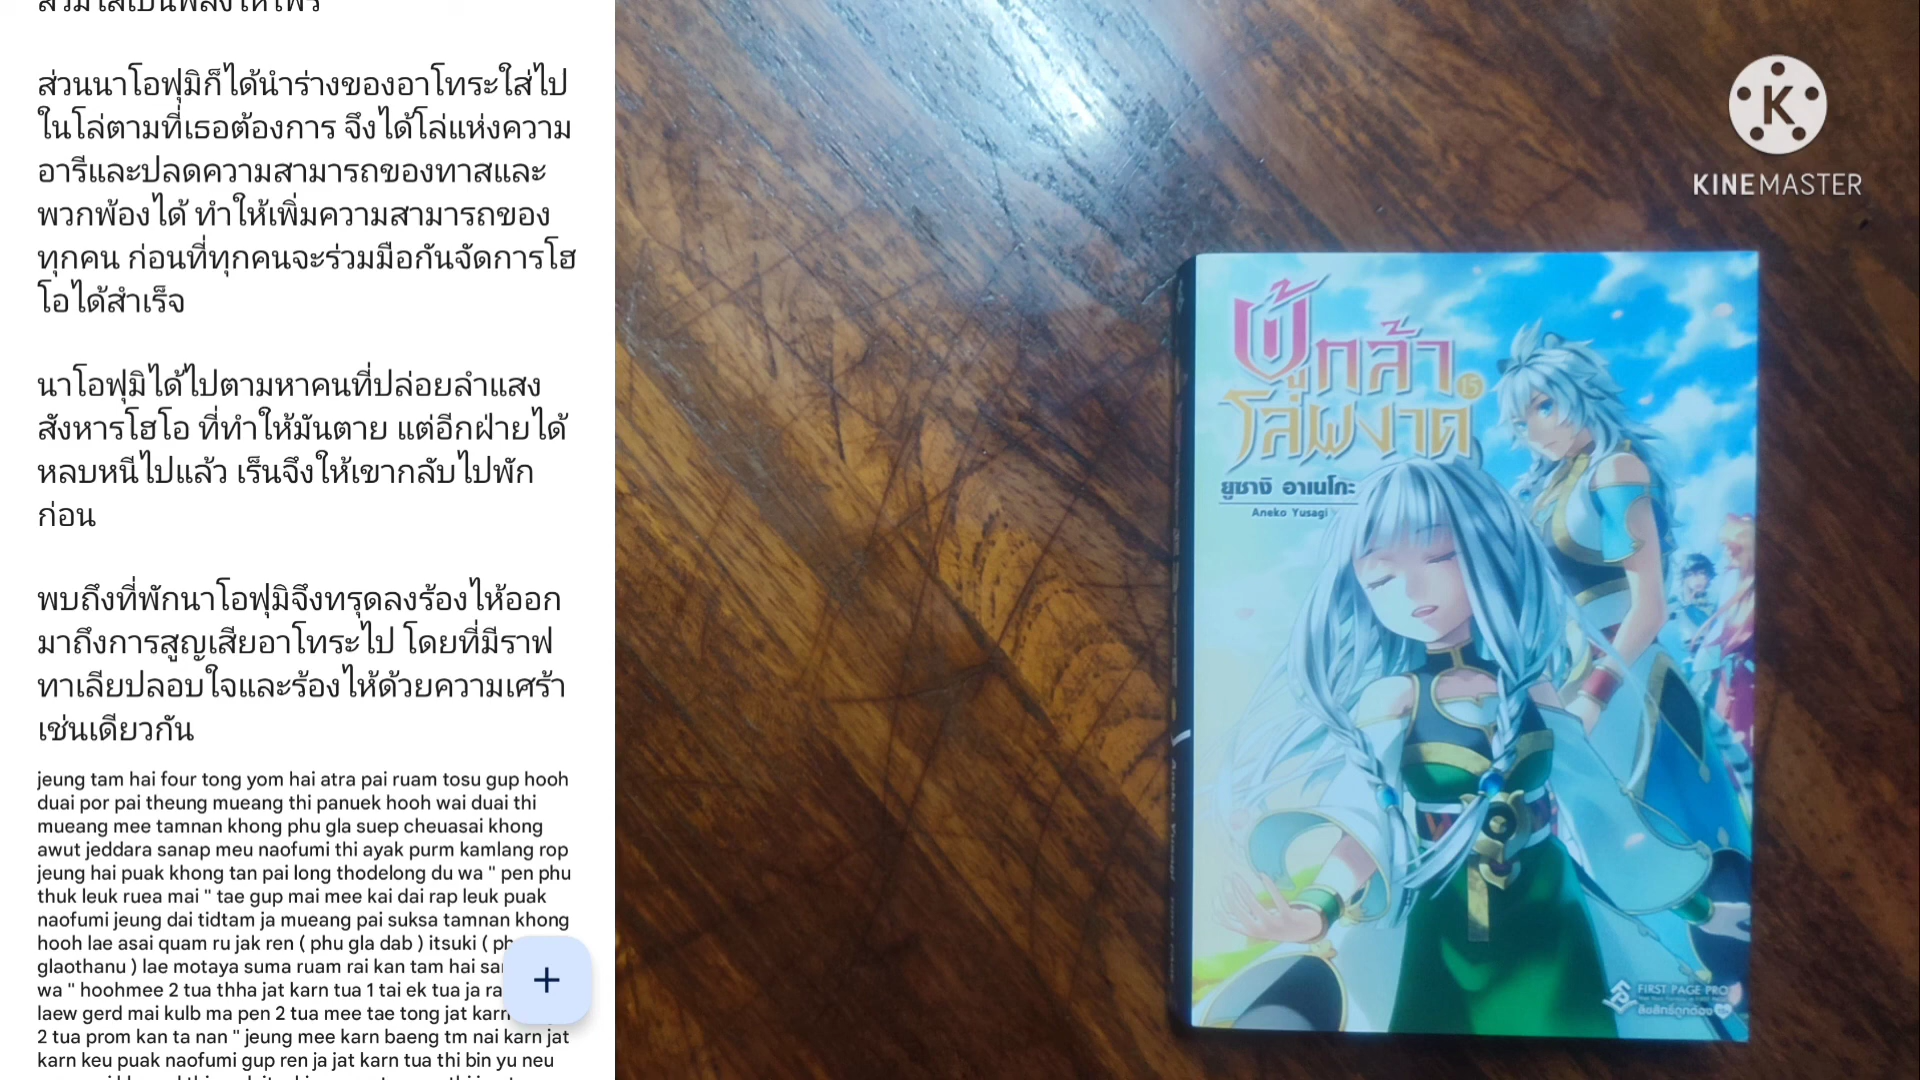 ส่วนนาโอฟุมิก็ได้นำร่างของอาโทระใส่ไป
ในโล่ตามที่เธอต้องการ จึงได้โล่แห่งความ
อารีและปลดความสามารถของทาสและ
พวกพ้องได้ ทำให้เพิ่มความสามารถของ
ทุกคน ก่อนที่ทุกคนจะร่วมมือกันจัดการโฮ
โอได้สำเร็จ
นาโอฟุมิได้ไปตามหาคนที่ปล่อยลำแสง
สังหารโฮโอ ที่ทำให้มันตาย แต่อีกฝ่ายได้
หลบหนีไปแล้ว เร็นจึงให้เขากลับไปพัก
ก่อน
พบถึงที่พักนาโอฟุมิจึงทรุดลงร้องไห้ออก
มาถึงการสูญเสียอาโทระไป โดยที่มีราฟ
ทาเลียปลอบใจและร้องไห้ด้วยความเศร้า
เช่นเดียวกัน
jeung tam hai four tong yom hai atra pai ruam tosu gup hooh
duai por pai theung mueang thi panuek hooh wai duai thi
mueang mee tamnan khong phu gla suep cheuasai khong
awut jeddara sanap meu naofumi thi ayak purm kamlang rop
jeung hai puak khong tan pai long thodelong du wa " pen phu
thuk leuk ruea mai " tae gup mai mee kai dai rap leuk puak
naofumi jeung dai tidtam ja mueang pai suksa tamnan khong
hooh lae asai quam ru jak ren ( phu gla dab ) itsuki ( ph
glaothanu ) lae motaya suma ruam rai kan tam hai sa
wa " hoohmee 2 tua thha jat karn tua 1 tai ek tua ja ra
laew gerd mai kulb ma pen 2 tua mee tae tong jat karn
2 tua prom kan ta nan " jeung mee karn baeng tm nai karn jat
karn keu puak naofumi gup ren ja jat karn tua thi bin yu neu
+
K
KINEMASTER
ผู้กล้า
โล่ผงาด
15
ยูซางิ อาเนโกะ
Aneko Yusagi
FIRST PAGE PRO
ลิขสิทธิ์ถูกต้อง
Aneko Yusagi